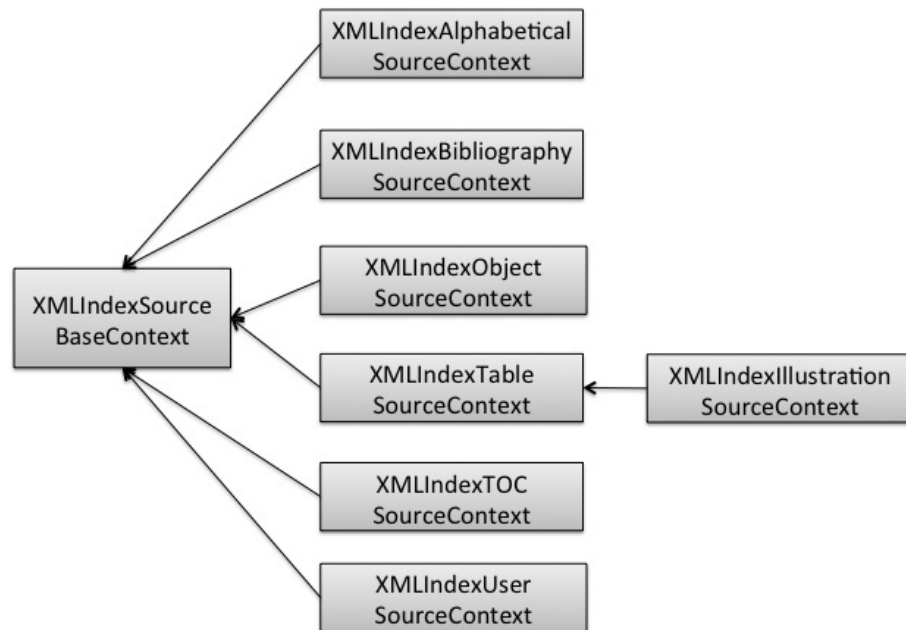 XMLIndexAlphabetical
SourceContext
XMLIndexBibliography
SourceContext
XMLIndexObject
SourceContext
XMLIndexSource
BaseContext
XMLIndexTable
SourceContext
XMLIndexIllustration
SourceContext
XMLIndexTOC
SourceContext
XMLIndexUser
SourceContext